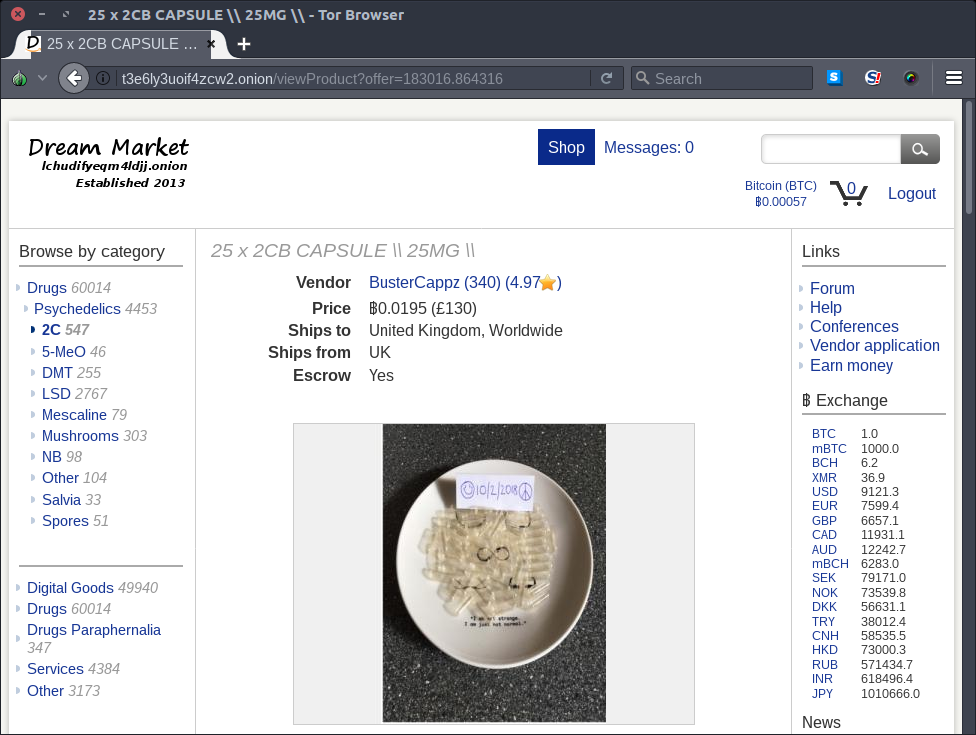 25 x 2CB CAPSULE \\ 25MG \\ - Tor Browser
25 x 2CB CAPSULE \\ ...
t3e6ly3uoif4zcw2.onion/viewProduct?offer=183016.864316
Search
Dream Market
lchudifyeqm4ldjj.onion
Established 2013
Shop
Messages: 0
Bitcoin (BTC)
฿0.00057
0
Logout
Browse by category
Drugs 60014
Psychedelics 4453
2C 547
5-MeO 46
DMT 255
LSD 2767
Mescaline 79
Mushrooms 303
NB 98
Other 104
Salvia 33
Spores 51
Digital Goods 49940
Drugs 60014
Drugs Paraphernalia
347
Services 4384
Other 3173
25 x 2CB CAPSULE \\ 25MG \\
Vendor BusterCappz (340) (4.97⭐)
Price ฿0.0195 (£130)
Ships to United Kingdom, Worldwide
Ships from UK
Escrow Yes
10/2/2018
"I am not strange,
I am just not normal."
Links
Forum
Help
Conferences
Vendor application
Earn money
฿ Exchange
BTC 1.0
mBTC 1000.0
BCH 6.2
XMR 36.9
USD 9121.3
EUR 7599.4
GBP 6657.1
CAD 11931.1
AUD 12242.7
mBCH 6283.0
SEK 79171.0
NOK 73539.8
DKK 56631.1
TRY 38012.4
CNH 58535.5
HKD 73000.3
RUB 571434.7
INR 618496.4
JPY 1010666.0
News